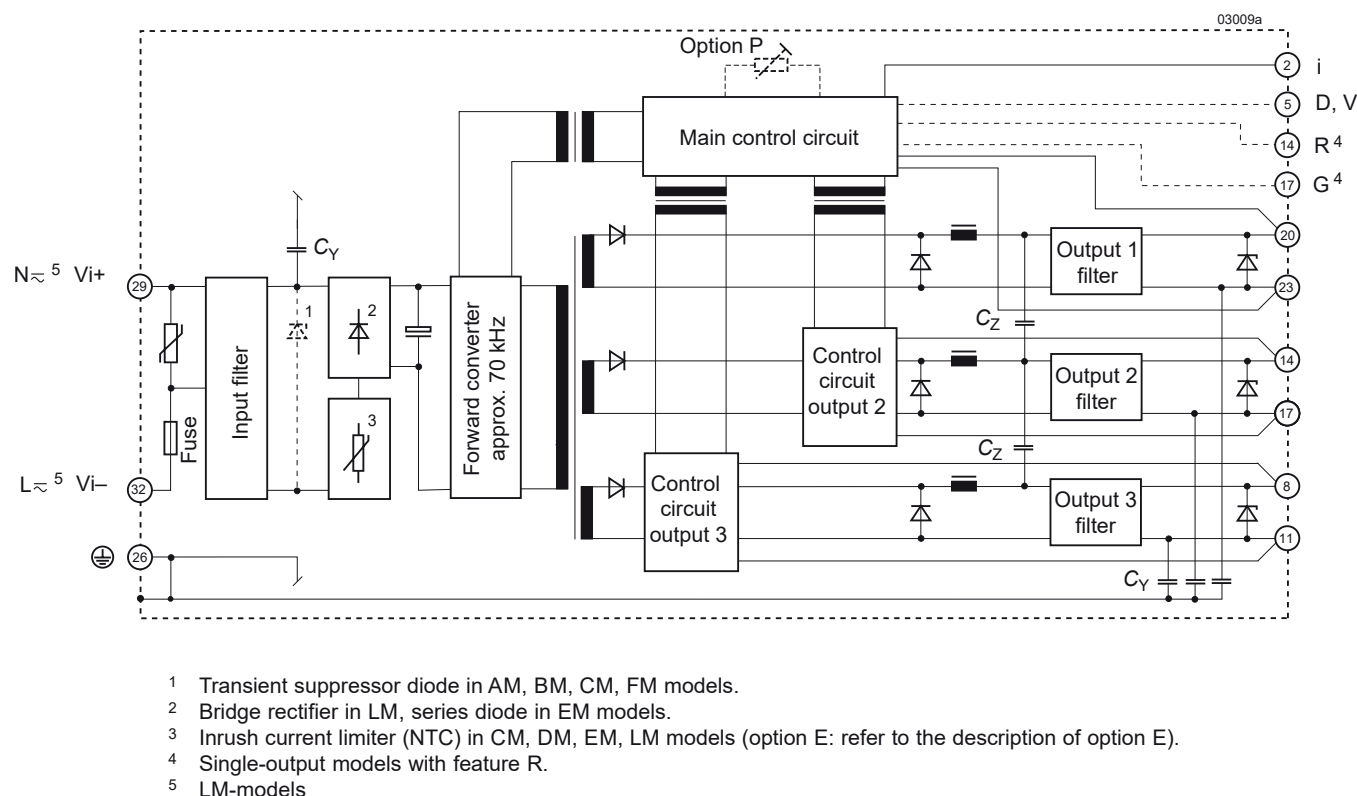 03009a
Option P
2 i
Main control circuit
5 D, V
14 R 4
17 G 4
CY
20
Output 1
filter
N≂ 5 Vi+
29
1
2
23
CZ
Input filter
Forward converter
approx. 70 kHz
Control
circuit
output 2
14
Output 2
filter
Fuse
3
17
CZ
L≂ 5 Vi–
32
Control
circuit
output 3
8
Output 3
filter
26
11
CY
1 Transient suppressor diode in AM, BM, CM, FM models.
2 Bridge rectifier in LM, series diode in EM models.
3 Inrush current limiter (NTC) in CM, DM, EM, LM models (option E: refer to the description of option E).
4 Single-output models with feature R.
5 LM-models